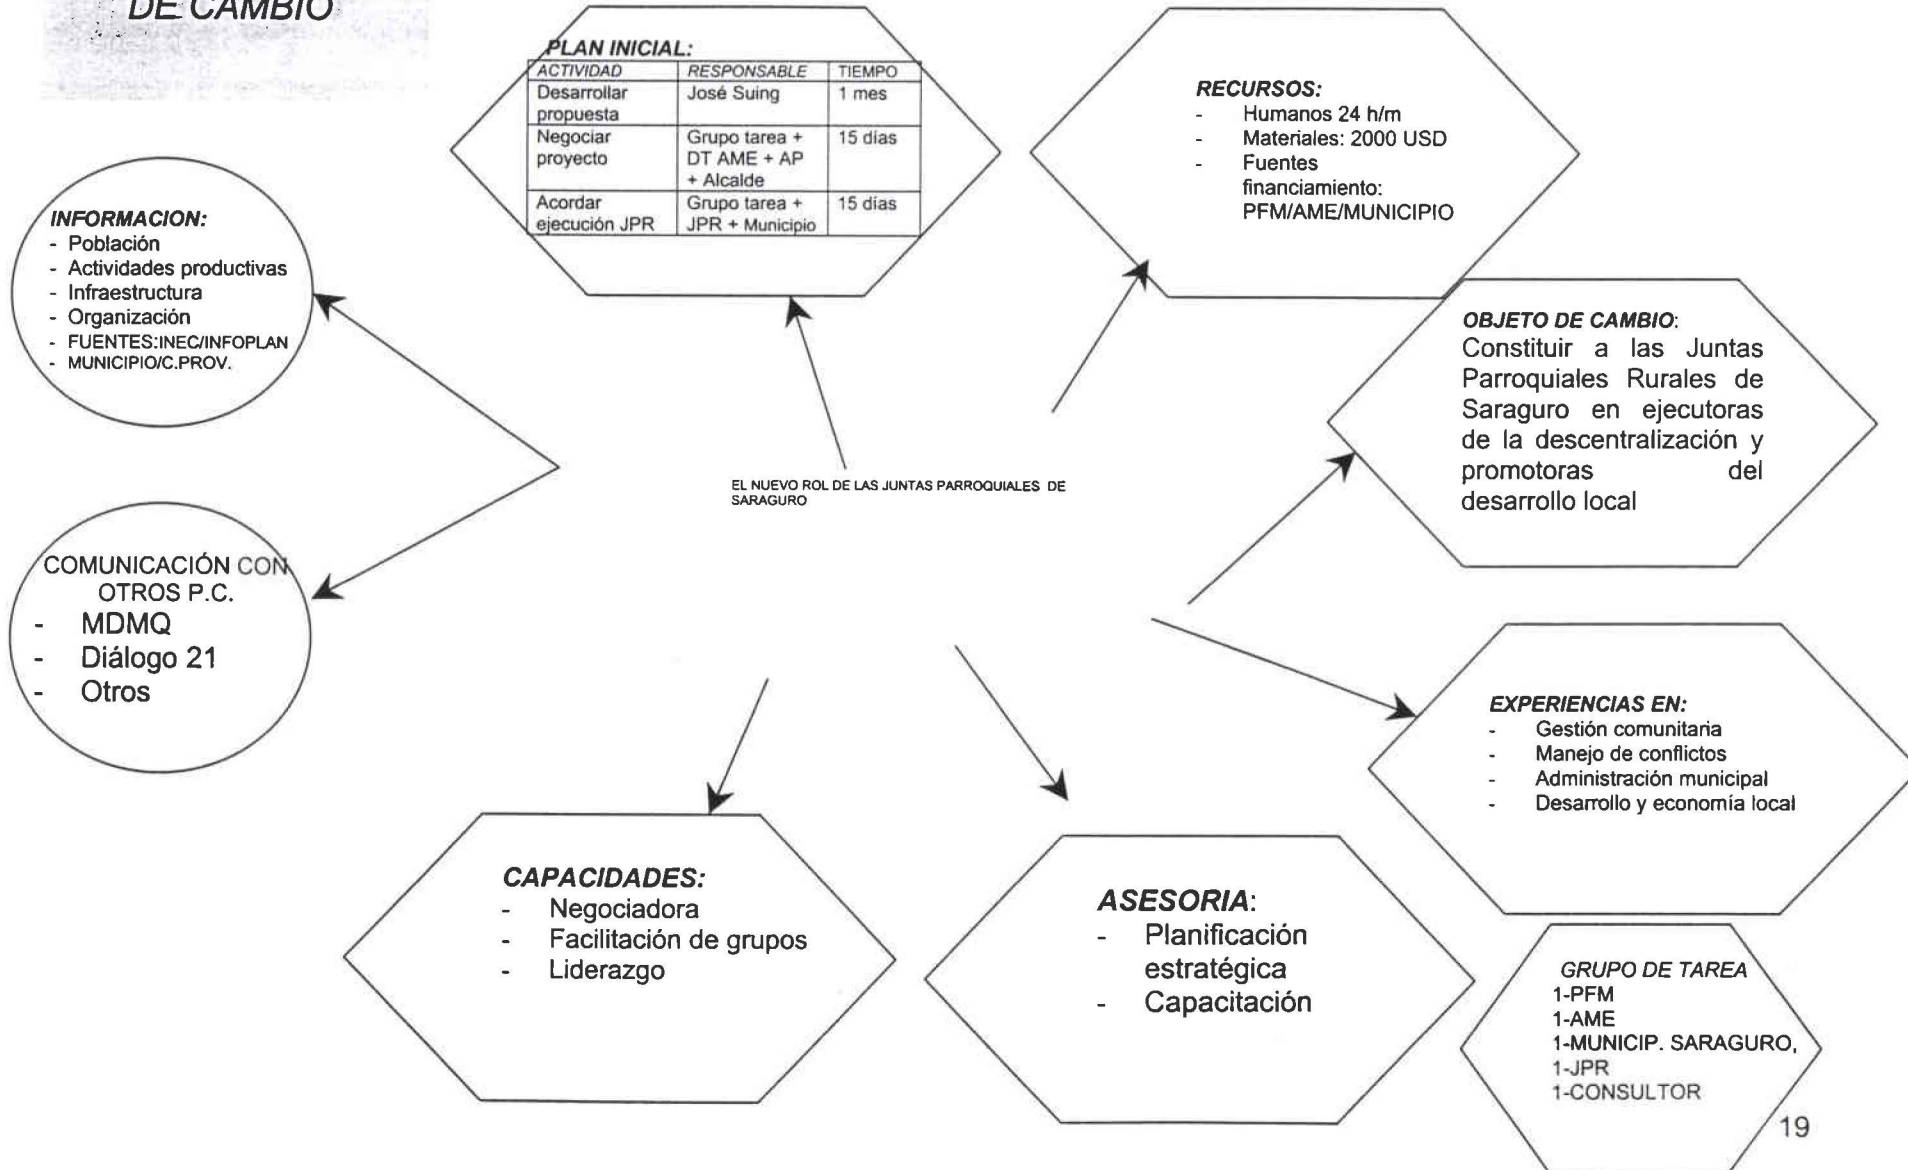 DE CAMBIO
PLAN INICIAL:
ACTIVIDAD RESPONSABLE TIEMPO
Desarrollar propuesta José Suing 1 mes
Negociar proyecto Grupo tarea + DT AME + AP + Alcalde 15 días
Acordar ejecución JPR Grupo tarea + JPR + Municipio 15 días
RECURSOS:
- Humanos 24 h/m
- Materiales: 2000 USD
- Fuentes
financiamiento:
PFM/AME/MUNICIPIO
INFORMACION:
- Población
- Actividades productivas
- Infraestructura
- Organización
- FUENTES:INEC/INFOPLAN
- MUNICIPIO/C.PROV.
OBJETO DE CAMBIO:
Constituir a las Juntas
Parroquiales Rurales de
Saraguro en ejecutoras
de la descentralización y
promotoras del
desarrollo local
EL NUEVO ROL DE LAS JUNTAS PARROQUIALES DE
SARAGURO
COMUNICACIÓN CON
OTROS P.C.
- MDMQ
- Diálogo 21
- Otros
EXPERIENCIAS EN:
- Gestión comunitaria
- Manejo de conflictos
- Administración municipal
- Desarrollo y economía local
CAPACIDADES:
- Negociadora
- Facilitación de grupos
- Liderazgo
ASESORIA:
- Planificación
estratégica
- Capacitación
GRUPO DE TAREA
1-PFM
1-AME
1-MUNICIP. SARAGURO,
1-JPR
1-CONSULTOR
19